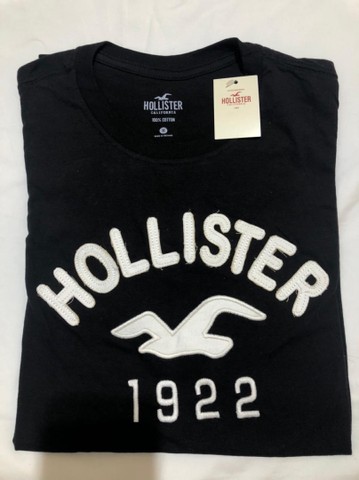 HOLLISTER
CALIFORNIA
100% COTTON
HOLLISTER
HOLLISTER
1922